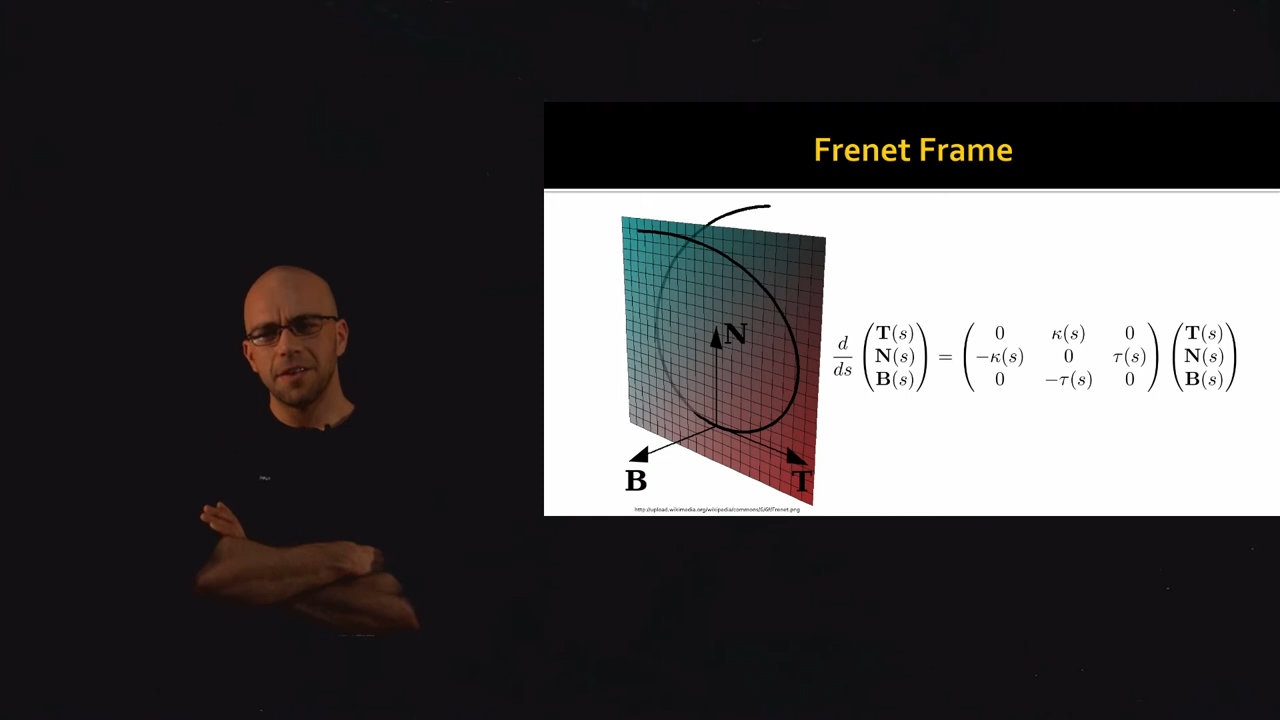 Frenet Frame
N
B
T
d/ds (T(s) N(s) B(s)) = (0 κ(s) 0 −κ(s) 0 τ(s) 0 −τ(s) 0) (T(s) N(s) B(s))